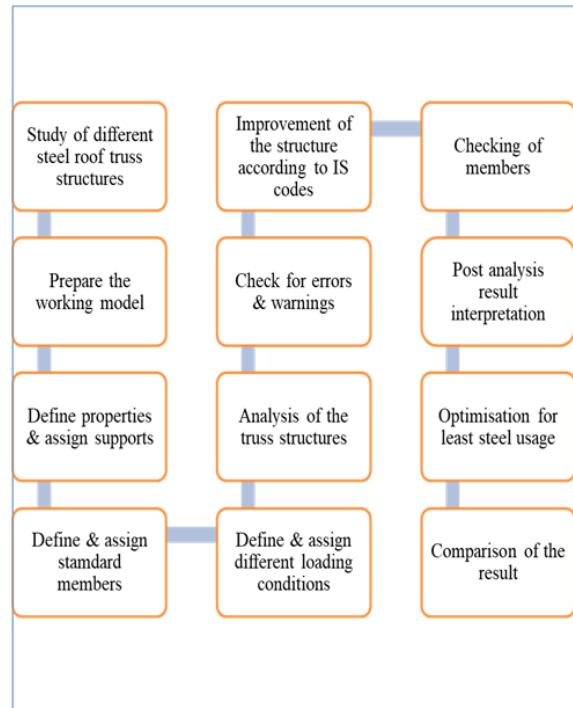 Study of different
steel roof truss
structures
Prepare the
working model
Define properties
& assign supports
Define & assign
stamdard
members
Define & assign
different loading
conditions
Analysis of the
truss structures
Check for errors
& warnings
Improvement of
the structure
according to IS
codes
Checking of
members
Post analysis
result
interpretation
Optimisation for
least steel usage
Comparison of the
result